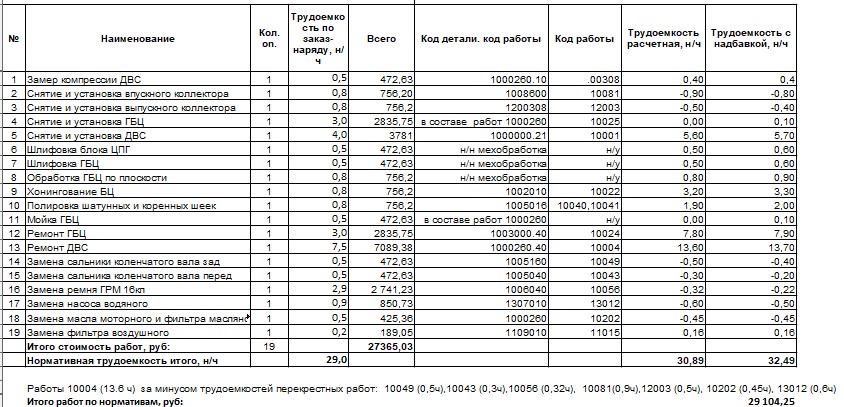 № Наименование Кол. оп. Трудоемко сть по заказ-наряду, н/ч Всего Код детали. код работы Код работы Трудоемкость расчетная, н/ч Трудоемкость с надбавкой, н/ч
1 Замер компрессии ДВС 1 0,5 472,63 1000260.10 .00308 0,40 0,4
2 Снятие и установка впускного коллектора 1 0,8 756,20 1008600 10081 -0,90 -0,80
3 Снятие и установка выпускного коллектора 1 0,8 756,2 1200308 12003 -0,50 -0,40
4 Снятие и установка ГБЦ 1 3,0 2835,75 в составе работ 1000260 10025 0,00 0,10
5 Снятие и установка ДВС 1 4,0 3781 1000000.21 10001 5,60 5,70
6 Шлифовка блока ЦПГ 1 0,5 472,63 н/н мехобработка н/у 0,50 0,60
7 Шлифовка ГБЦ 1 0,5 472,63 н/н мехобработка н/у 0,50 0,60
8 Обработка ГБЦ по плоскости 1 0,8 756,2 н/н мехобработка н/у 0,80 0,90
9 Хонингование БЦ 1 0,8 756,2 1002010 10022 3,20 3,30
10 Полировка шатунных и коренных шеек 1 0,8 756,2 1005016 10040,10041 1,90 2,00
11 Мойка ГБЦ 1 0,5 472,63 в составе работ 1000260 н/у 0,00 0,10
12 Ремонт ГБЦ 1 3,0 2835,75 1003000.40 10024 7,80 7,90
13 Ремонт ДВС 1 7,5 7089,38 1000260.40 10004 13,60 13,70
14 Замена сальники коленчатого вала зад 1 0,5 472,63 1005160 10049 -0,50 -0,40
15 Замена сальника коленчатого вала перед 1 0,5 472,63 1005040 10043 -0,30 -0,20
16 Замена ремня ГРМ 16кл 1 2,9 2 741,23 1006040 10056 -0,32 -0,22
17 Замена насоса водяного 1 0,9 850,73 1307010 13012 -0,60 -0,50
18 Замена масла моторного и фильтра маслян 1 0,5 425,36 1000260 10202 -0,45 -0,45
19 Замена фильтра воздушного 1 0,2 189,05 1109010 11015 0,16 0,16
Итого стоимость работ, руб: 19 27365,03
Нормативная трудоемкость итого, н/ч 29,0 30,89 32,49
Работы 10004 (13.6 ч) за минусом трудоемкостей перекрестных работ: 10049 (0,5ч),10043 (0,3ч),10056 (0,32ч), 10081(0,9ч),12003 (0,5ч), 10202 (0,45ч), 13012 (0,6ч)
Итого работ по нормативам, руб: 29 104,25